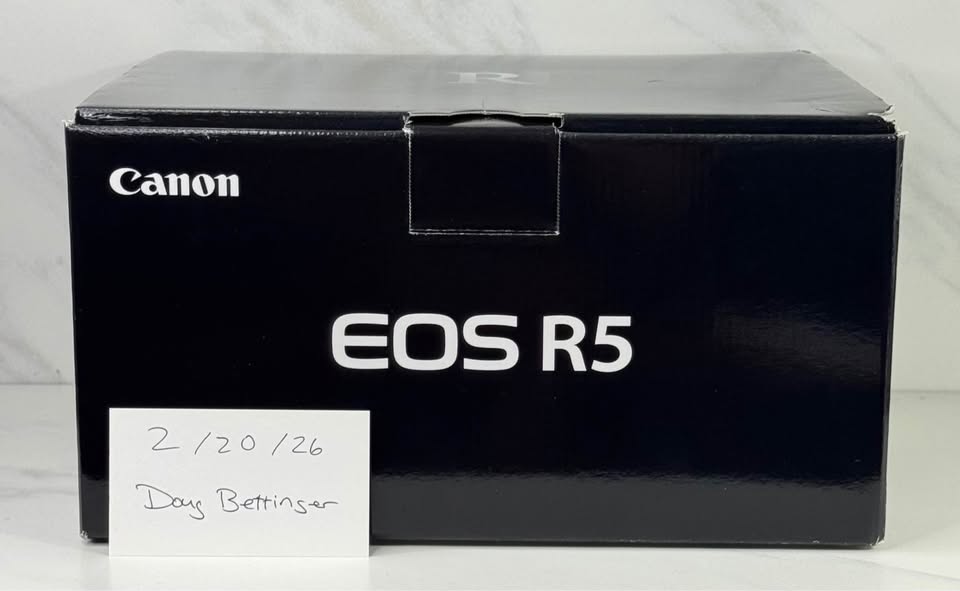 R
Canon
EOS R5
2/20/26
Doug Bettinger